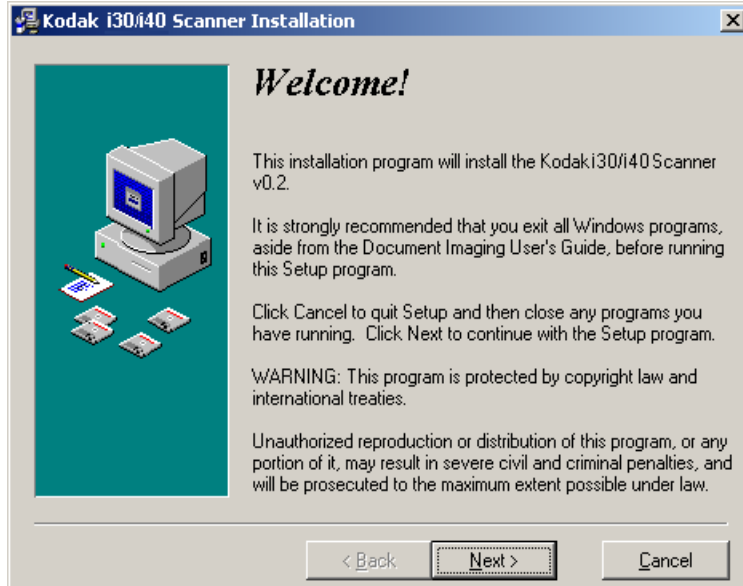 Kodak i30/i40 Scanner Installation
Welcome!
This installation program will install the Kodak i30/i40 Scanner
v0.2.
It is strongly recommended that you exit all Windows programs,
aside from the Document Imaging User's Guide, before running
this Setup program.
Click Cancel to quit Setup and then close any programs you
have running. Click Next to continue with the Setup program.
WARNING: This program is protected by copyright law and
international treaties.
Unauthorized reproduction or distribution of this program, or any
portion of it, may result in severe civil and criminal penalties, and
will be prosecuted to the maximum extent possible under law.
< Back Next > Cancel